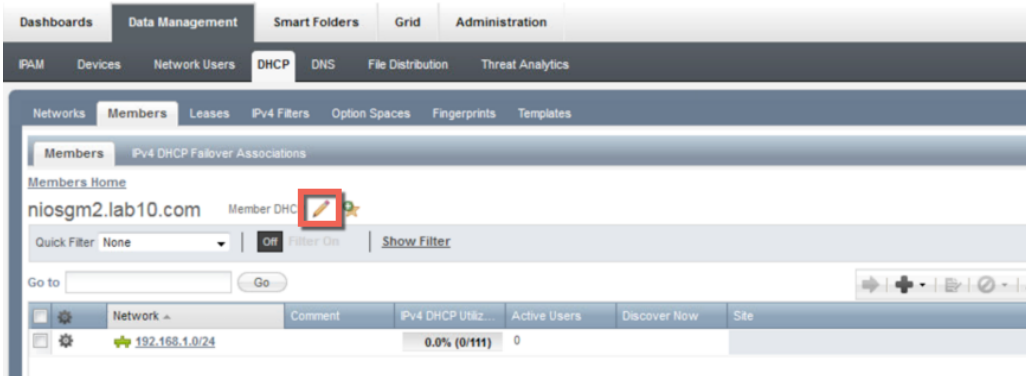 Dashboards Data Management Smart Folders Grid Administration
IPAM Devices Network Users DHCP DNS File Distribution Threat Analytics
Networks Members Leases IPv4 Filters Option Spaces Fingerprints Templates
Members IPv4 DHCP Failover Associations
Members Home
niosgm2.lab10.com Member DHC
Quick Filter None Off Filter On Show Filter
Go to Go
Network Comment IPv4 DHCP Utiliz... Active Users Discover Now Site
192.168.1.0/24 0.0% (0/111) 0